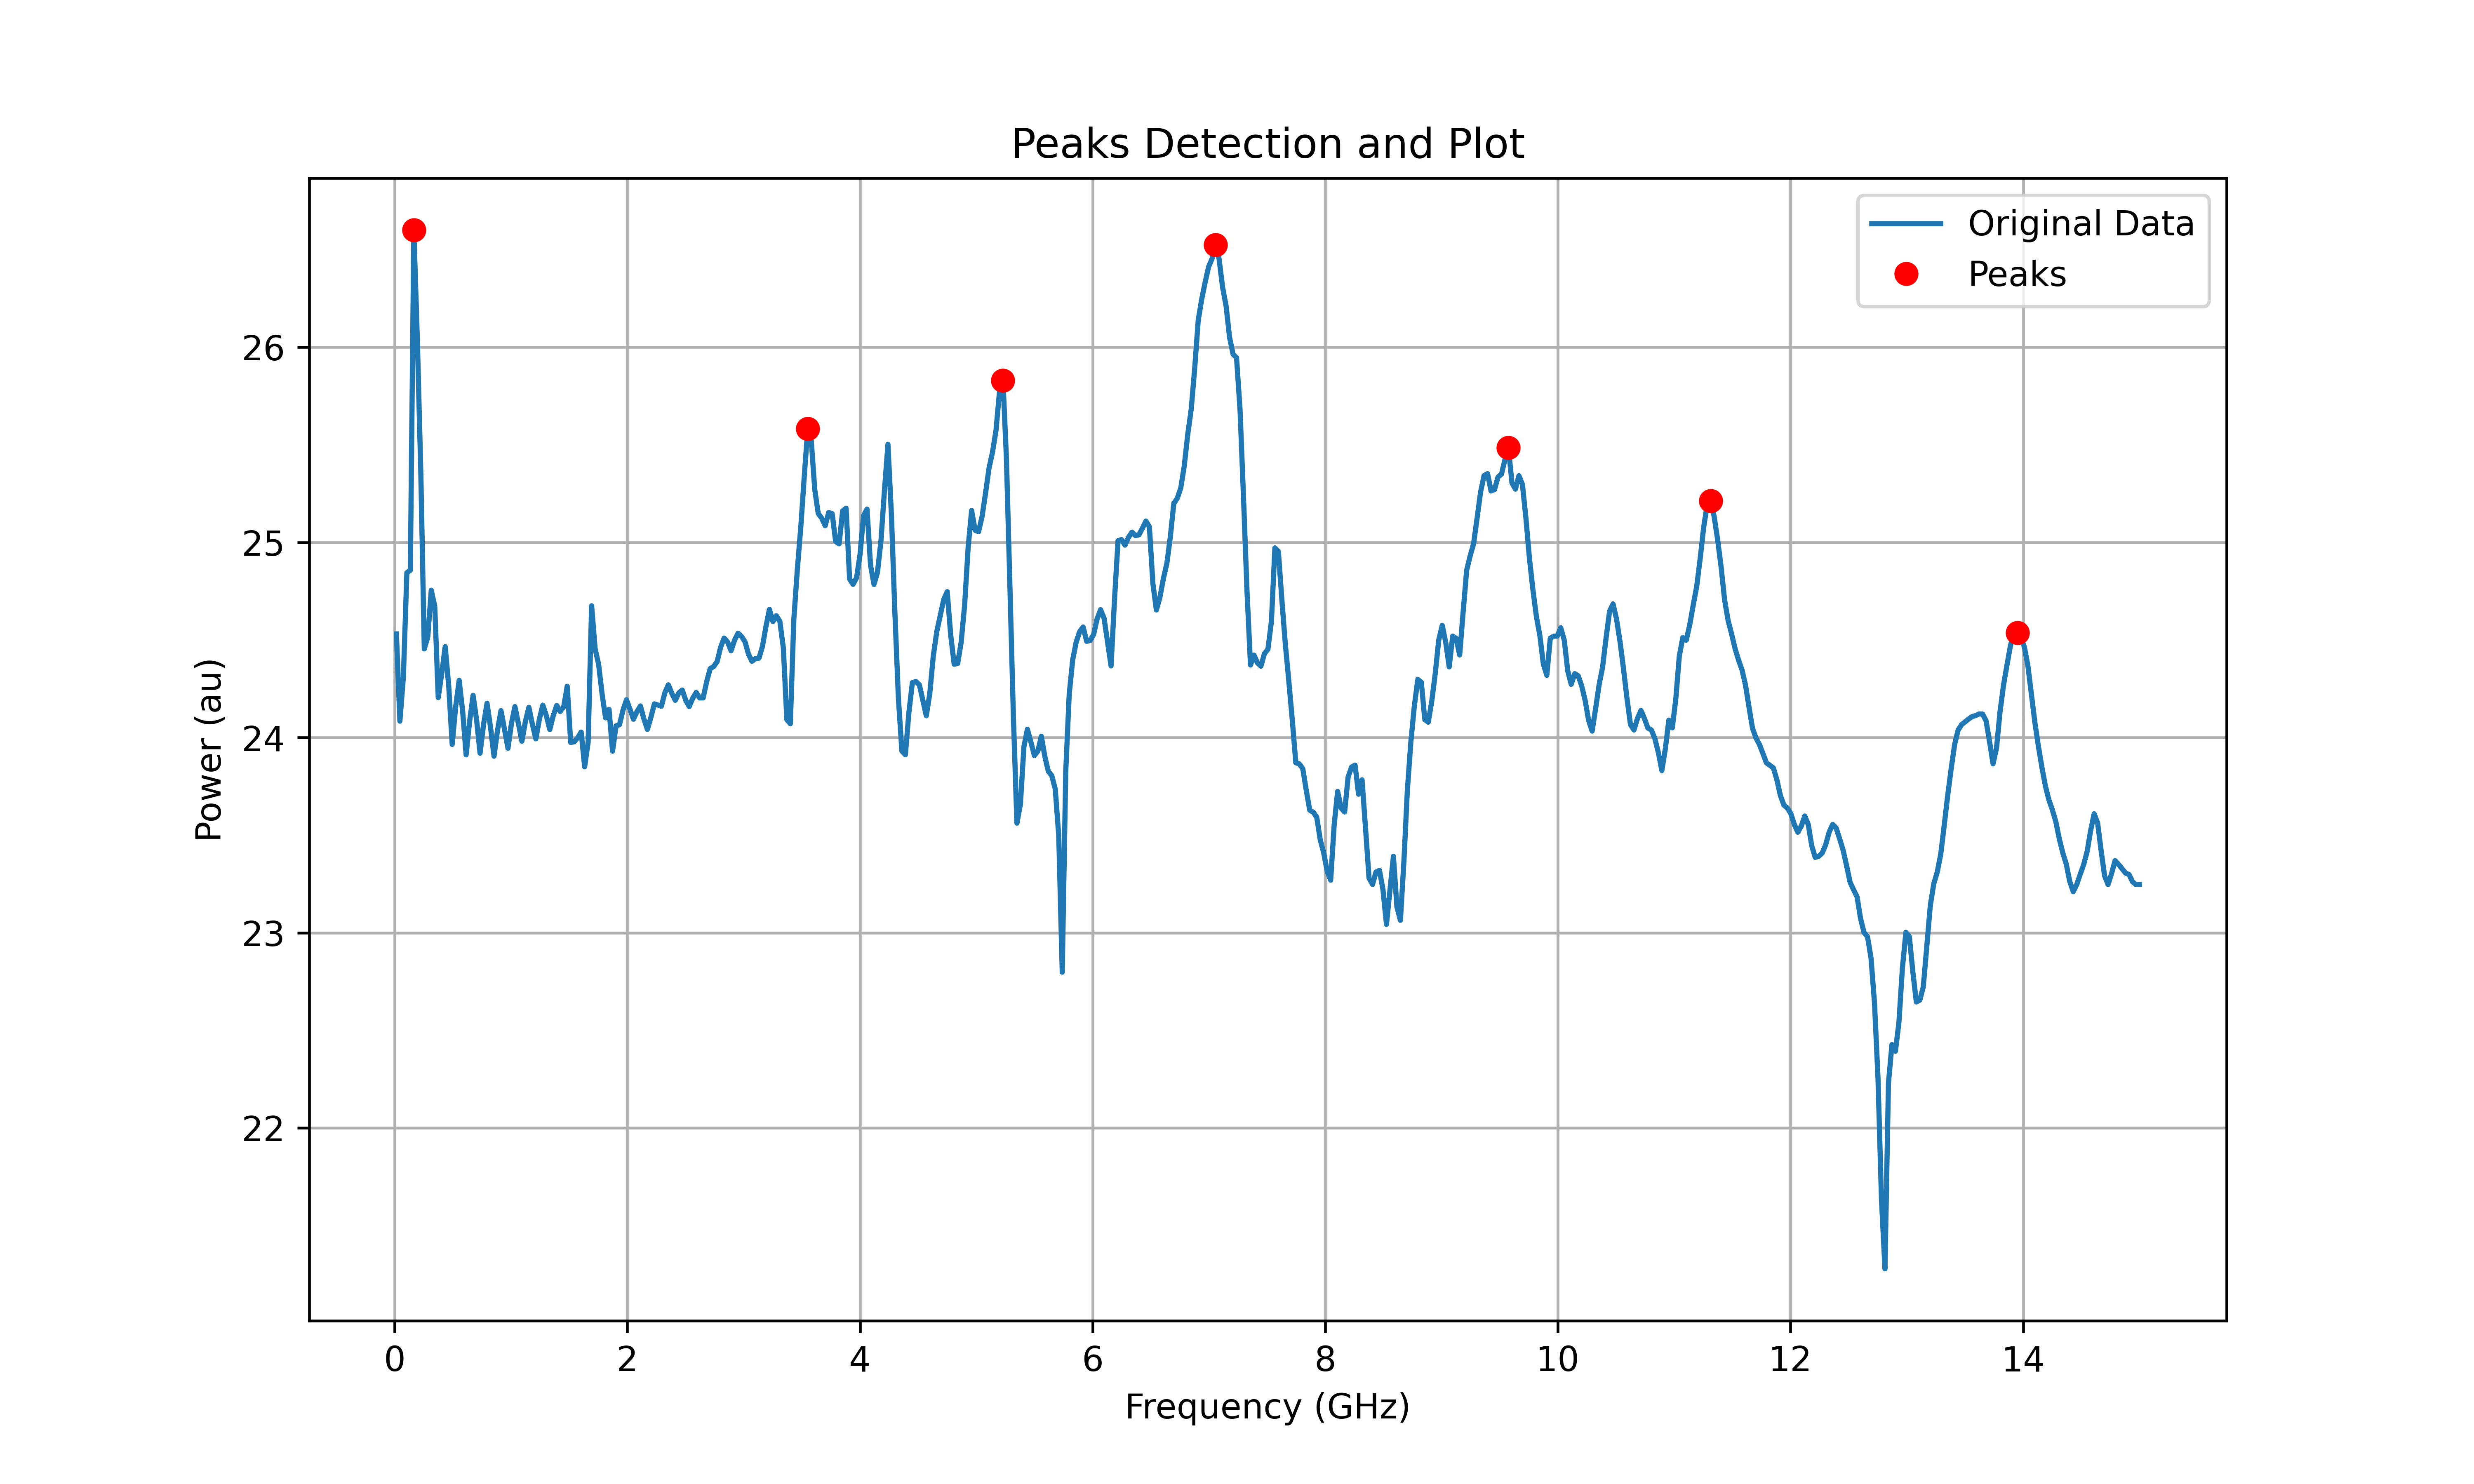 Peaks Detection and Plot
Original Data
Peaks
26
25
24
23
22
Power (au)
0 2 4 6 8 10 12 14
Frequency (GHz)